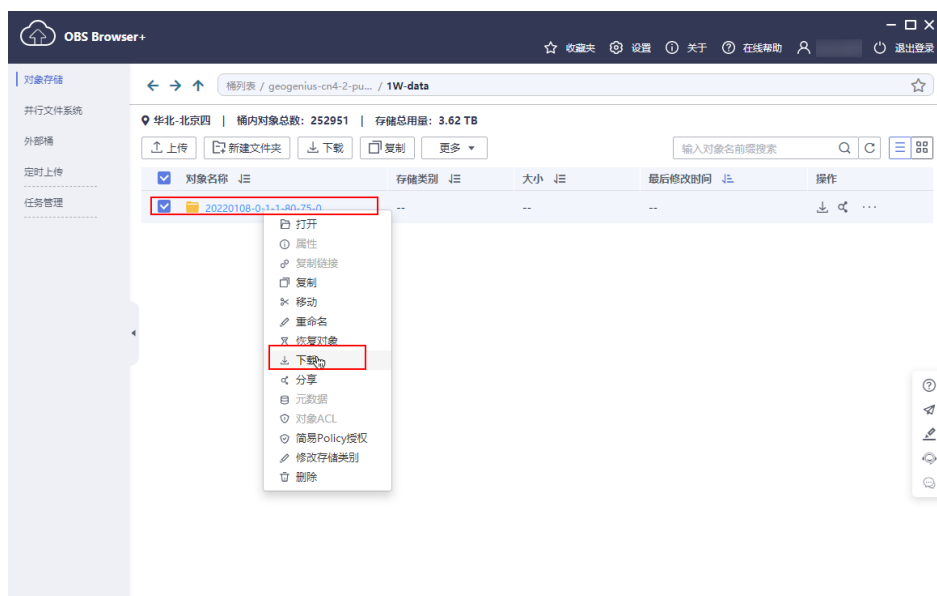 OBS Browser+
收藏夹 设置 关于 在线帮助 退出登录
对象存储
并行文件系统
外部桶
定时上传
任务管理
桶列表 / geogenius-cn4-2-pu... / 1W-data
华北-北京四 | 桶内对象总数：252951 | 存储总用量：3.62 TB
上传 新建文件夹 下载 复制 更多 输入对象名前缀搜索
对象名称 存储类别 大小 最后修改时间 操作
20220108-0-1-1-80-75-0 -- -- --
打开
属性
复制链接
复制
移动
重命名
恢复对象
下载
分享
元数据
对象ACL
简易Policy授权
修改存储类别
删除